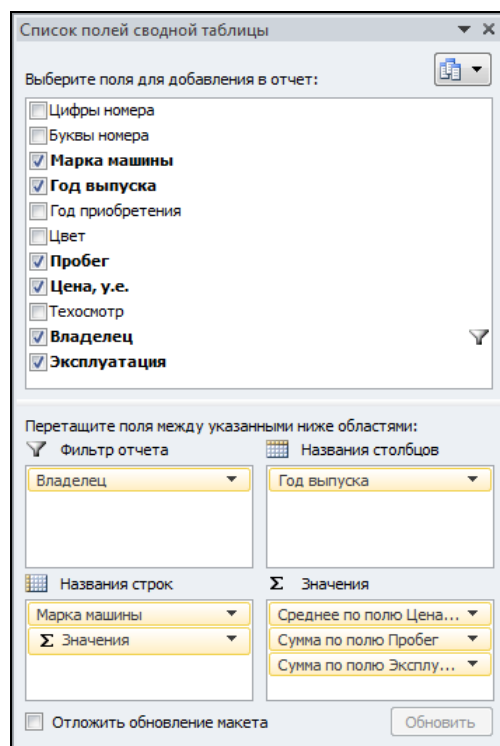 Список полей сводной таблицы
Выберите поля для добавления в отчет:
Цифры номера
Буквы номера
Марка машины
Год выпуска
Год приобретения
Цвет
Пробег
Цена, у.е.
Техосмотр
Владелец
Эксплуатация
Перетащите поля между указанными ниже областями:
Фильтр отчета
Названия столбцов
Владелец
Год выпуска
Названия строк
Σ Значения
Марка машины
Среднее по полю Цена...
Σ Значения
Сумма по полю Пробег
Сумма по полю Эксплу...
Отложить обновление макета
Обновить